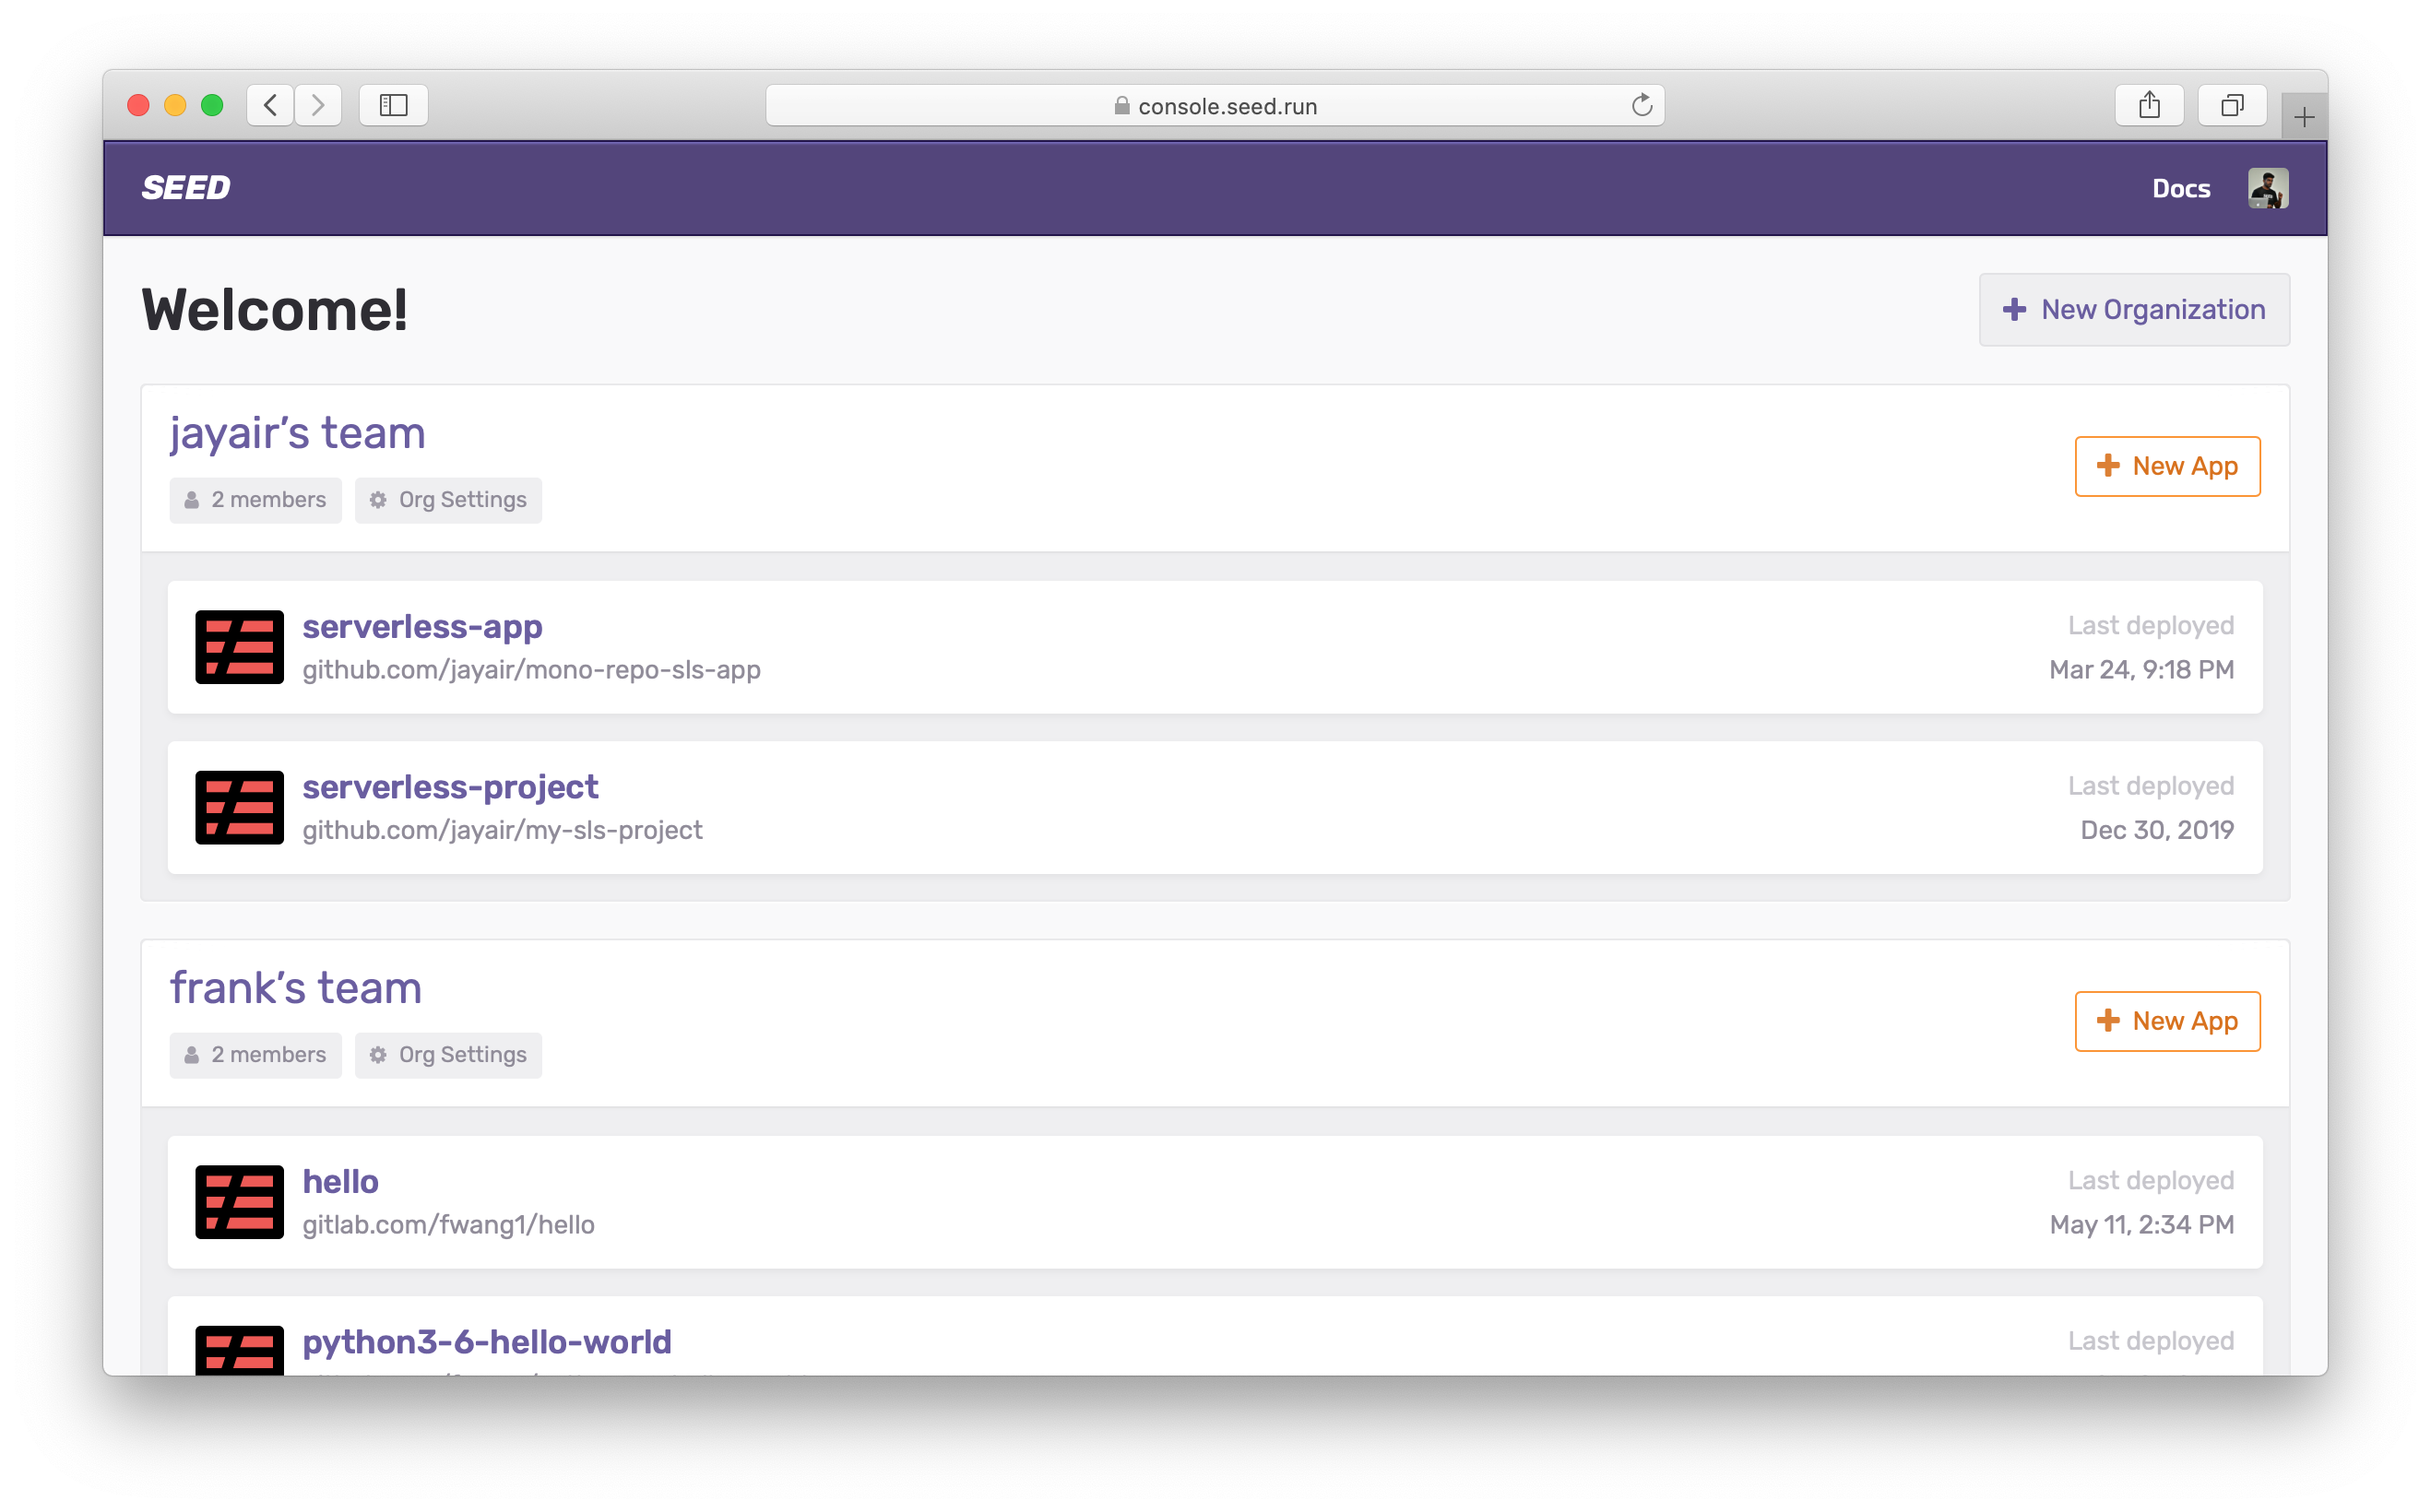 console.seed.run
SEED
Docs
Welcome!
New Organization
jayair’s team
2 members
Org Settings
New App
serverless-app
github.com/jayair/mono-repo-sls-app
Last deployed
Mar 24, 9:18 PM
serverless-project
github.com/jayair/my-sls-project
Last deployed
Dec 30, 2019
frank’s team
2 members
Org Settings
New App
hello
gitlab.com/fwang1/hello
Last deployed
May 11, 2:34 PM
python3-6-hello-world
Last deployed